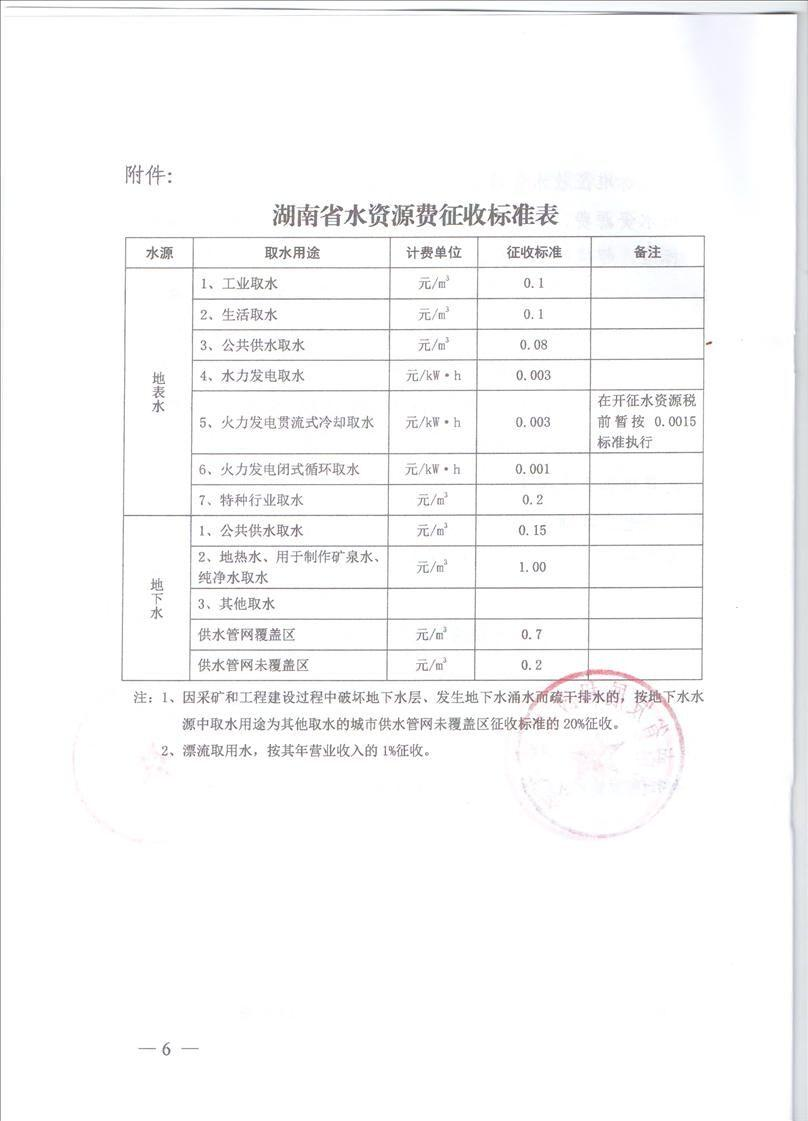 附件:
湖南省水资源费征收标准表
水源 取水用途 计费单位 征收标准 备注
地表水
1、工业取水 元/m³ 0.1
2、生活取水 元/m³ 0.1
3、公共供水取水 元/m³ 0.08
4、水力发电取水 元/kW·h 0.003
5、火力发电贯流式冷却取水 元/kW·h 0.003 在开征水资源税
前暂按 0.0015
标准执行
6、火力发电闭式循环取水 元/kW·h 0.001
7、特种行业取水 元/m³ 0.2
地下水
1、公共供水取水 元/m³ 0.15
2、地热水、用于制作矿泉水、
纯净水取水 元/m³ 1.00
3、其他取水
供水管网覆盖区 元/m³ 0.7
供水管网未覆盖区 元/m³ 0.2
注：1、因采矿和工程建设过程中破坏地下水层、发生地下水涌水而疏干排水的，按地下水水
源中取水用途为其他取水的城市供水管网未覆盖区征收标准的20%征收。
2、漂流取用水，按其年营业收入的1%征收。
— 6 —